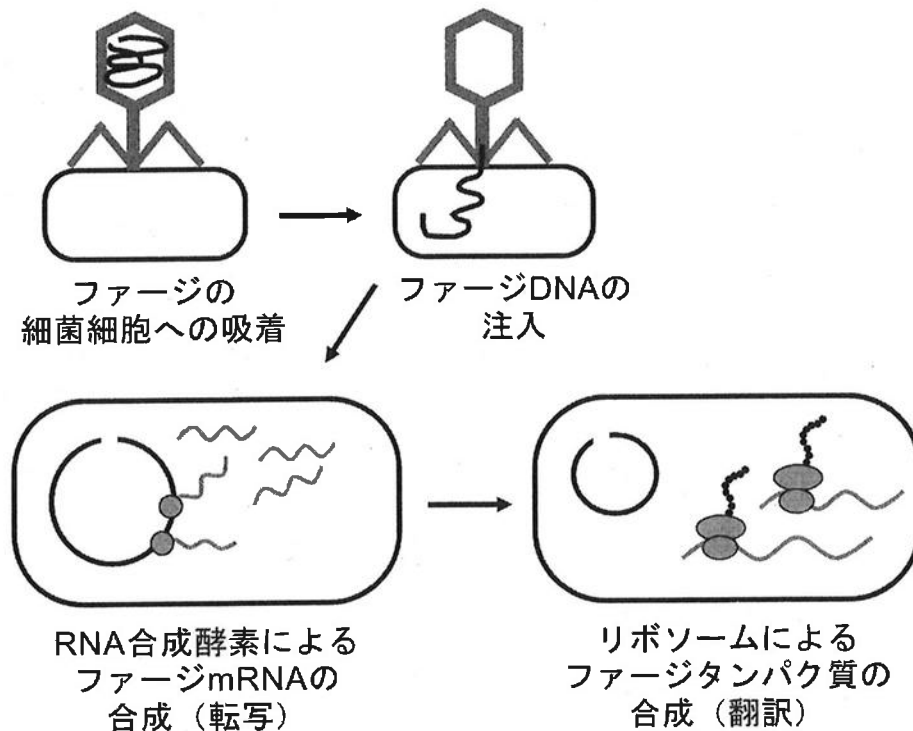 ファージの
細菌細胞への吸着
ファージDNAの
注入
RNA合成酵素による
ファージmRNAの
合成（転写）
リボソームによる
ファージタンパク質の
合成（翻訳）